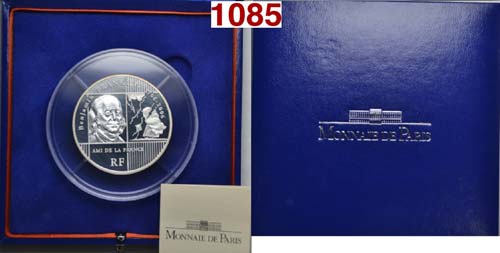 1085
Benjamin
AMI DE LA FRANCE
RF
MONNAIE DE PARIS
MONNAIE DE PARIS